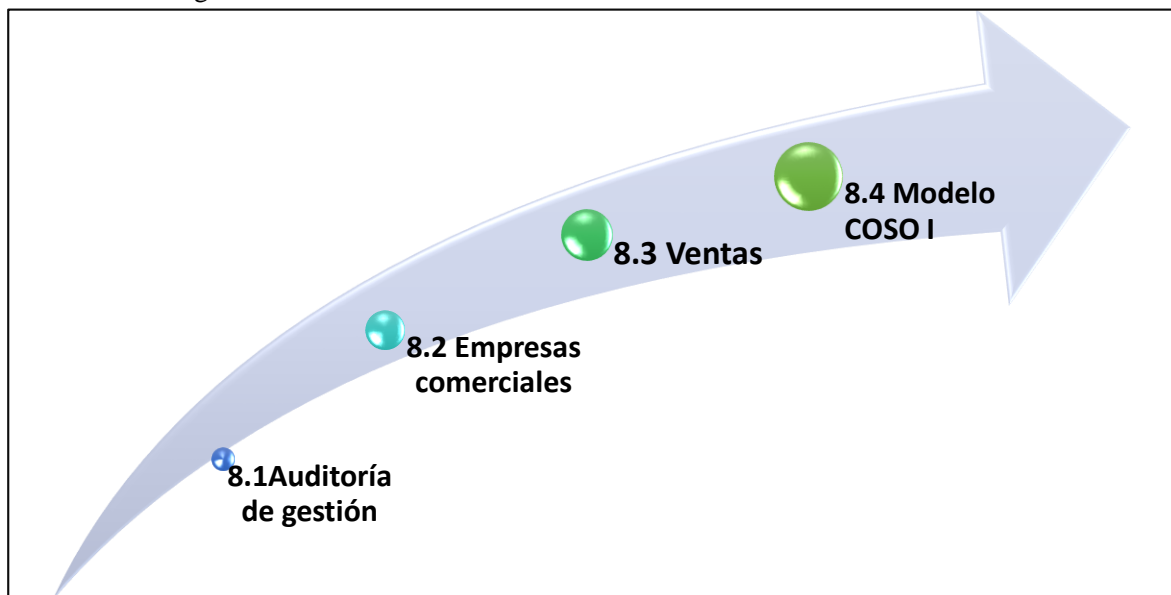 8.4 Modelo
COSO I
8.3 Ventas
8.2 Empresas
comerciales
8.1Auditoría
de gestión